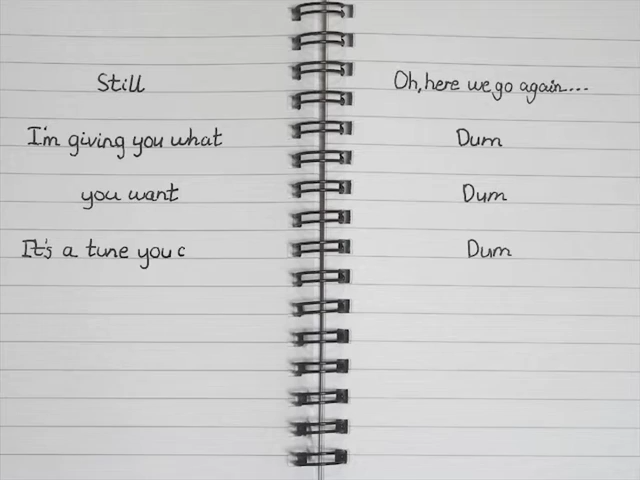 Still
I'm giving you what
you want
It's a tune you c
Oh, here we go again....
Dum
Dum
Dum